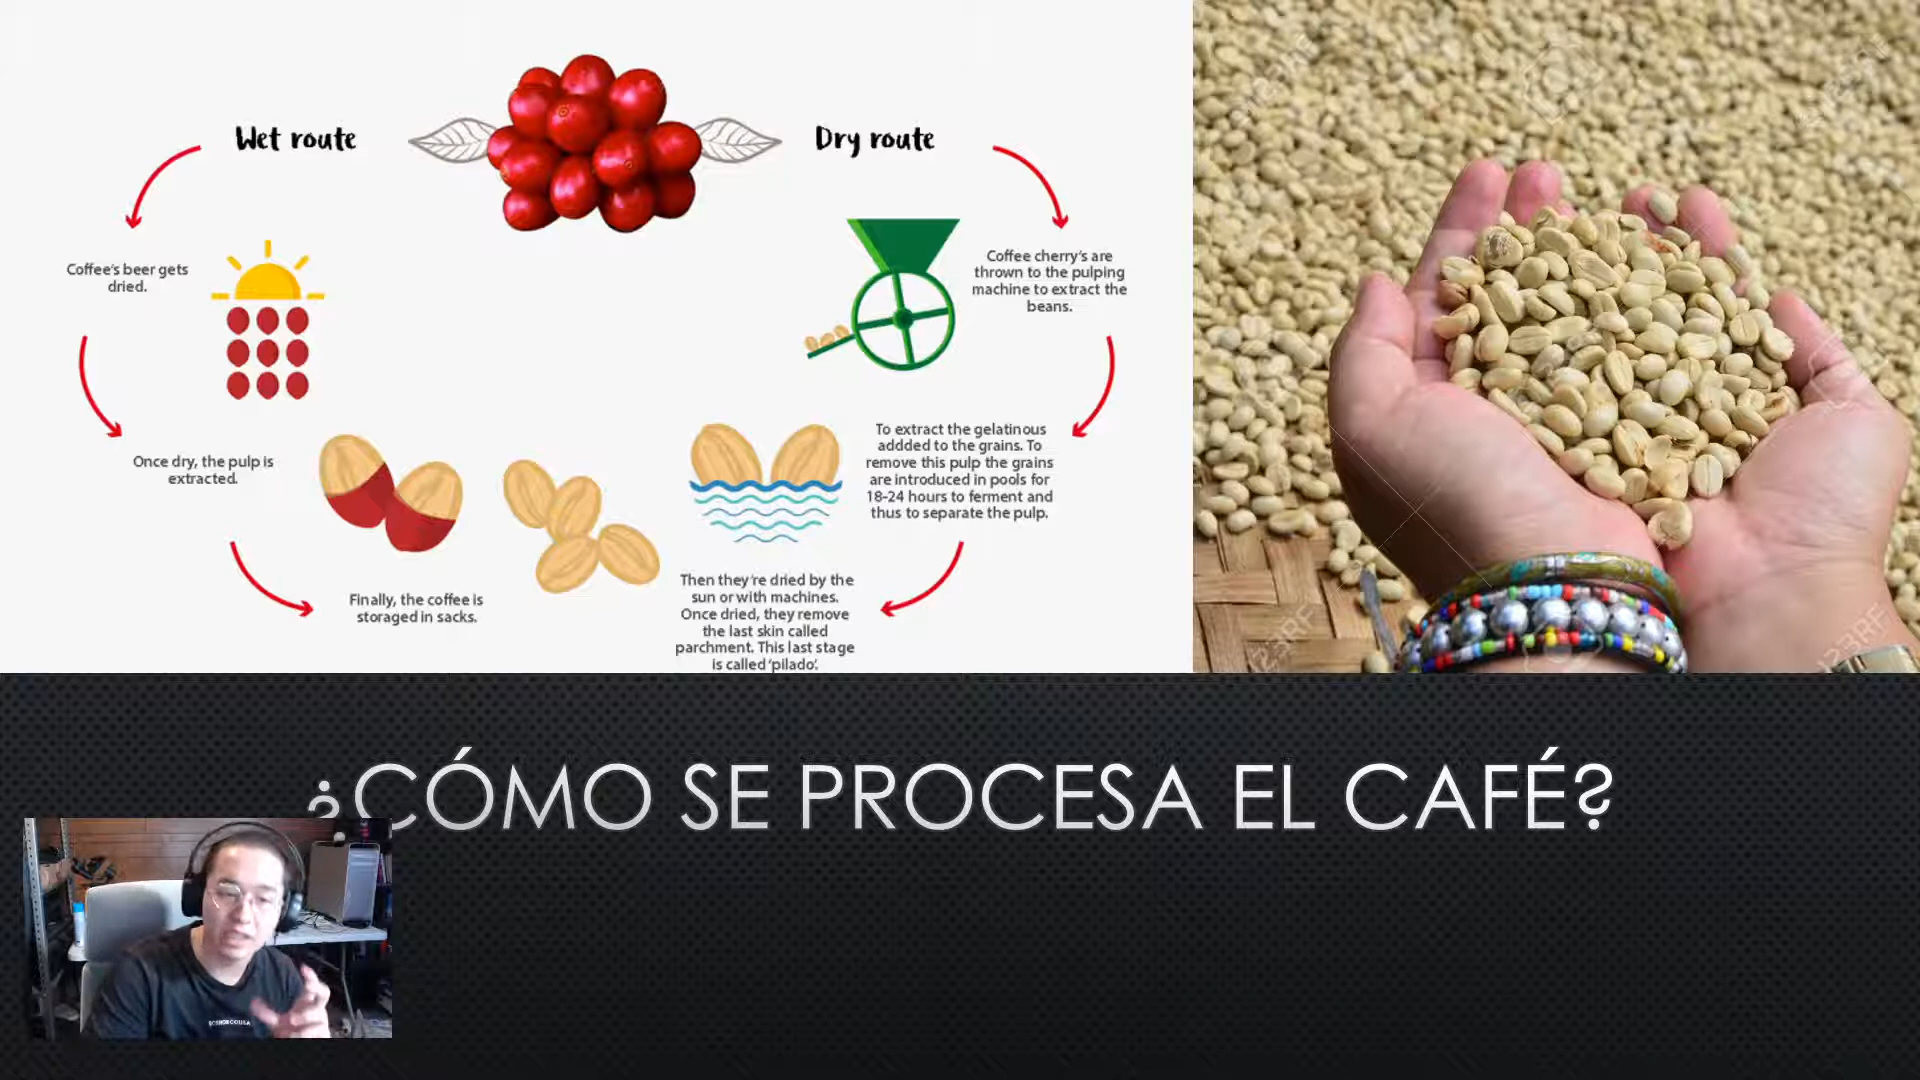 Wet route
Dry route
Coffee's beer gets
dried.
Coffee cherry's are
thrown to the pulping
machine to extract the
beans.
Once dry, the pulp is
extracted.
To extract the gelatinous
addded to the grains. To
remove this pulp the grains
are introduced in pools for
18-24 hours to ferment and
thus to separate the pulp.
Finally, the coffee is
storaged in sacks.
Then they're dried by the
sun or with machines.
Once dried, they remove
the last skin called
parchment. This last stage
is called 'pilado'.
123RF
123RF
¿CÓMO SE PROCESA EL CAFÉ?